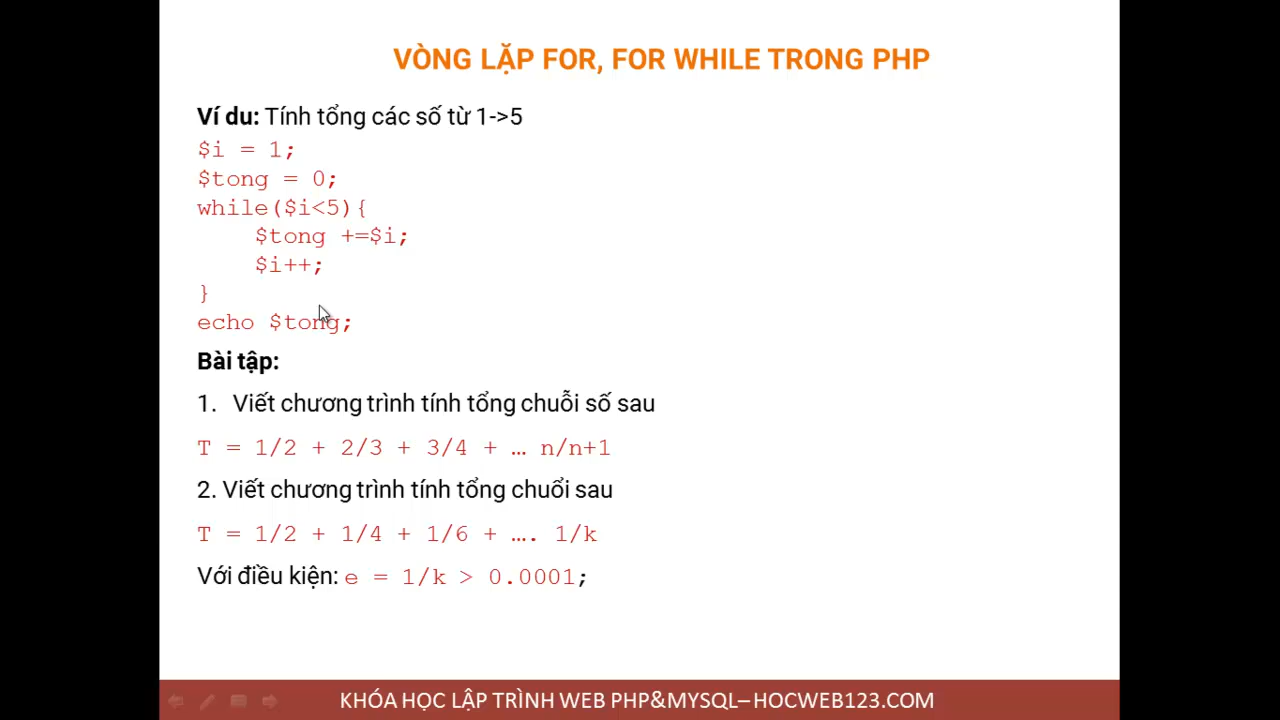 VÒNG LẶP FOR, FOR WHILE TRONG PHP
Ví du: Tính tổng các số từ 1->5
$i = 1;
$tong = 0;
while($i<5){
$tong +=$i;
$i++;
}
echo $tong;
Bài tập:
1. Viết chương trình tính tổng chuỗi số sau
T = 1/2 + 2/3 + 3/4 + … n/n+1
2. Viết chương trình tính tổng chuổi sau
T = 1/2 + 1/4 + 1/6 + …. 1/k
Với điều kiện: e = 1/k > 0.0001;
KHÓA HỌC LẬP TRÌNH WEB PHP&MYSQL–HOCWEB123.COM